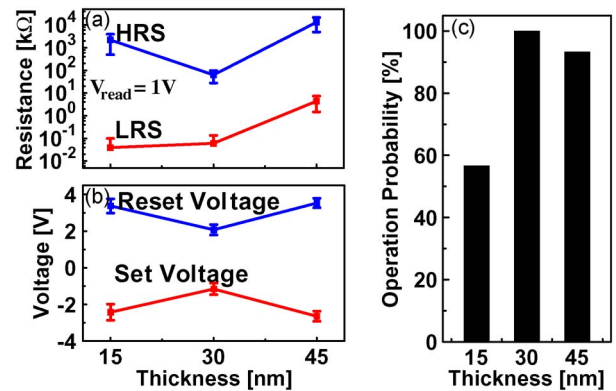 (a)
HRS
V_read = 1V
LRS
Resistance [kΩ]
10^4
10^3
10^2
10^1
10^0
10^-1
10^-2
(b)
Reset Voltage
Set Voltage
Voltage [V]
4
2
0
-2
-4
15 30 45
Thickness [nm]
(c)
Operation Probability [%]
100
80
60
40
20
0
15 30 45
Thickness [nm]